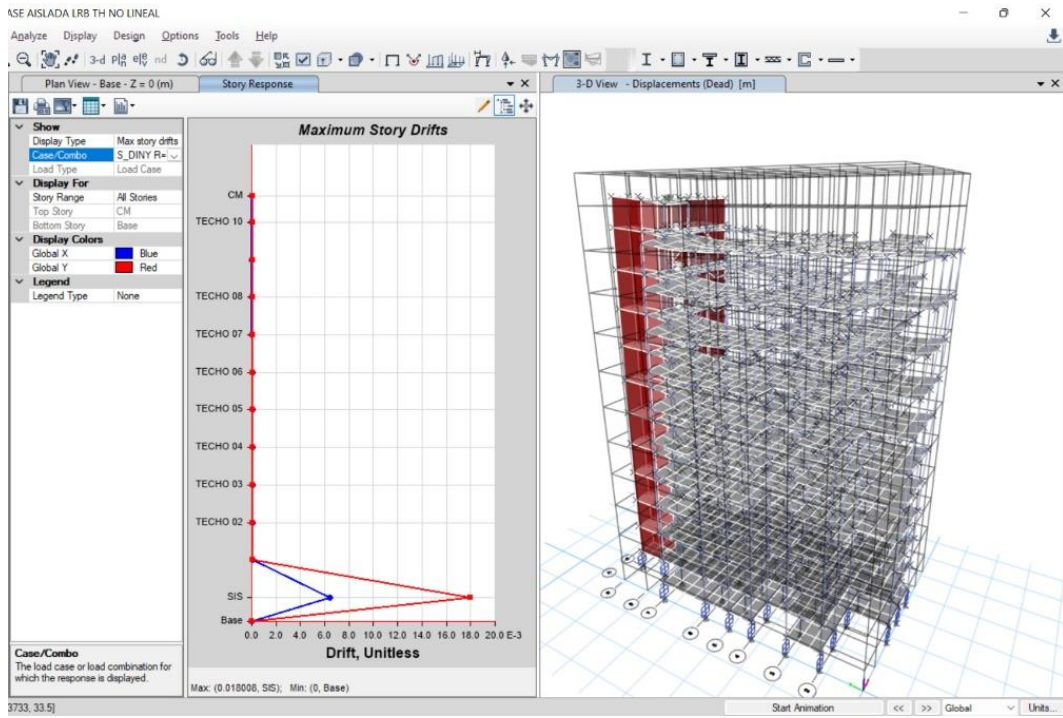 ASE AISLADA LRB TH NO LINEAL
Analyze Display Design Options Tools Help
3-d nd
Plan View - Base - Z = 0 (m)
Story Response
3-D View - Displacements (Dead) [m]
Show
Display Type Max story drifts
Case/Combo S_DINY R=
Load Type Load Case
Display For
Story Range All Stories
Top Story CM
Bottom Story Base
Display Colors
Global X Blue
Global Y Red
Legend
Legend Type None
Maximum Story Drifts
CM
TECHO 10
TECHO 08
TECHO 07
TECHO 06
TECHO 05
TECHO 04
TECHO 03
TECHO 02
SIS
Base
0.0 2.0 4.0 6.0 8.0 10.0 12.0 14.0 16.0 18.0 20.0 E-3
Drift, Unitless
Max: (0.018008, SIS); Min: (0, Base)
Case/Combo
The load case or load combination for
which the response is displayed.
3733, 33.5]
Start Animation << >> Global Units...